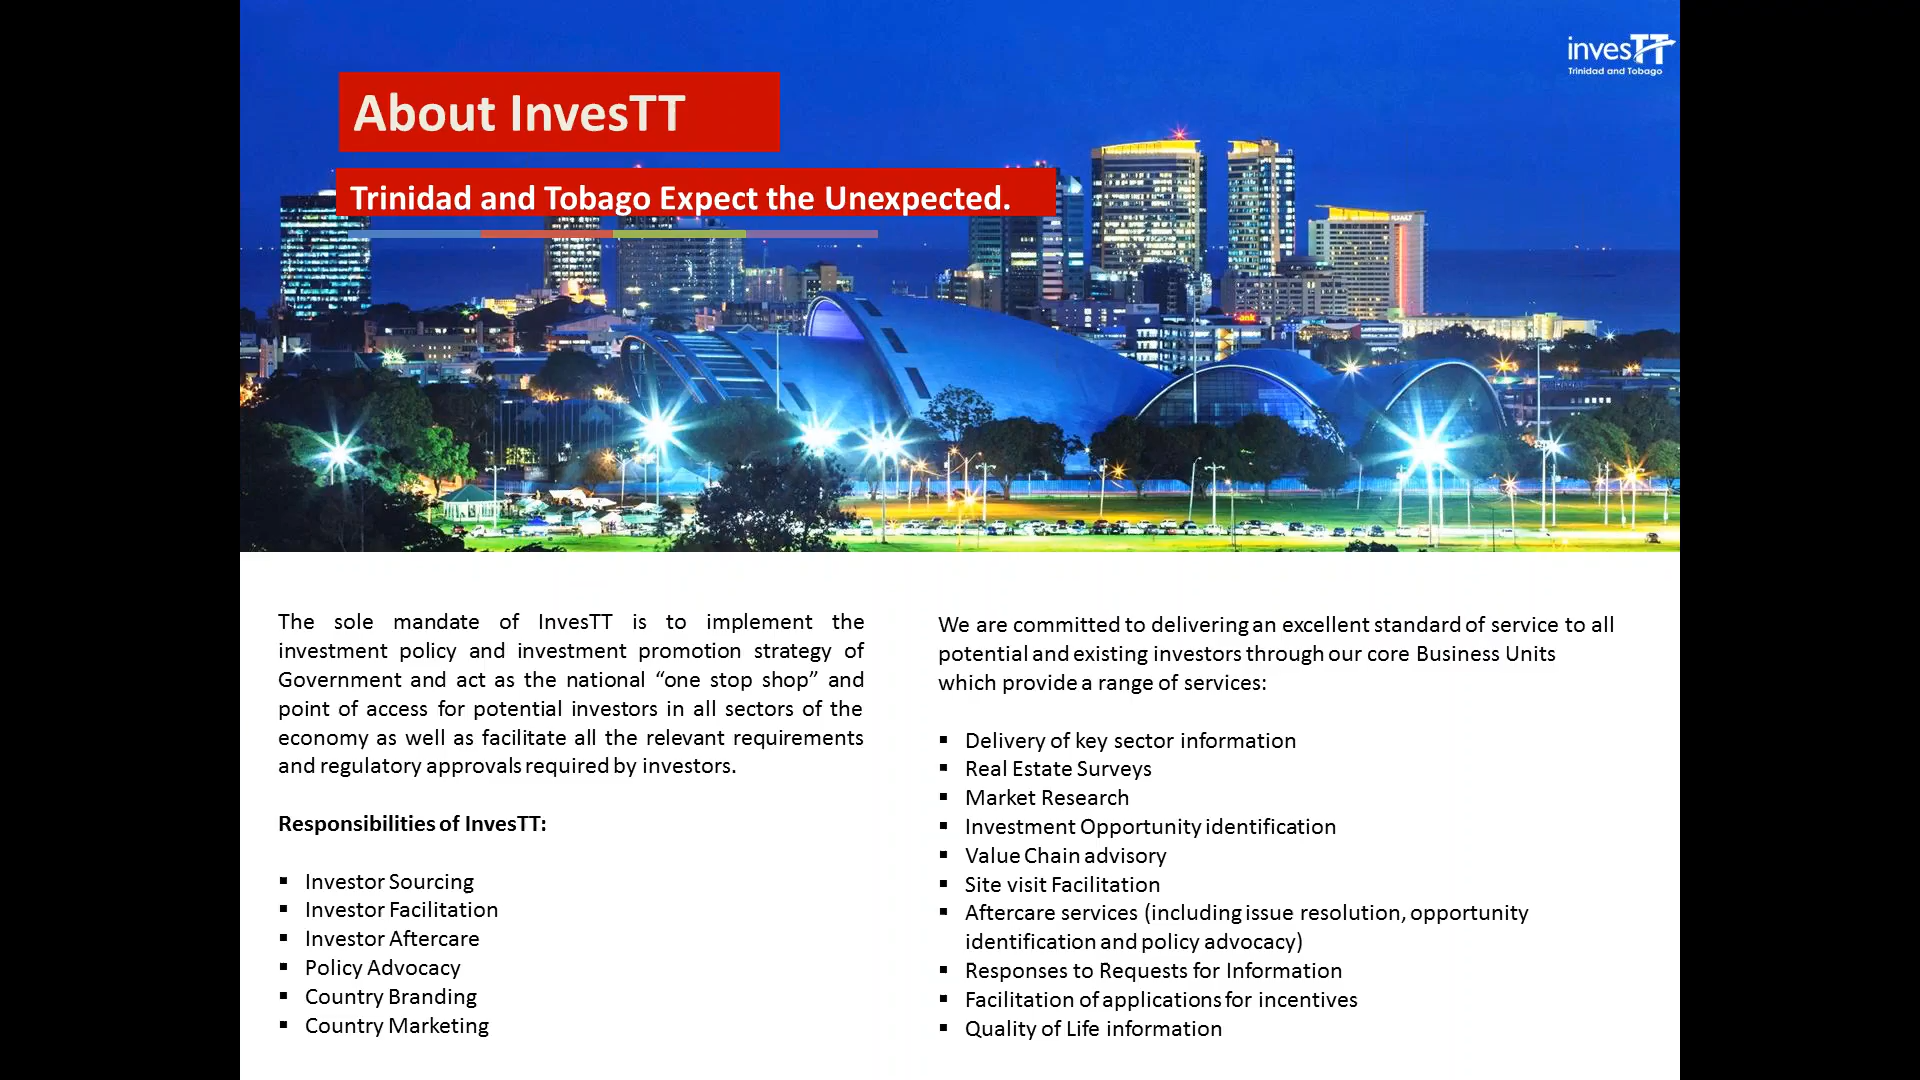 invesTT
Trinidad and Tobago
About InvesTT
Trinidad and Tobago Expect the Unexpected.
HYATT
ank
The sole mandate of InvesTT is to implement the
investment policy and investment promotion strategy of
Government and act as the national “one stop shop” and
point of access for potential investors in all sectors of the
economy as well as facilitate all the relevant requirements
and regulatory approvals required by investors.
Responsibilities of InvesTT:
▪ Investor Sourcing
▪ Investor Facilitation
▪ Investor Aftercare
▪ Policy Advocacy
▪ Country Branding
▪ Country Marketing
We are committed to delivering an excellent standard of service to all
potential and existing investors through our core Business Units
which provide a range of services:
▪ Delivery of key sector information
▪ Real Estate Surveys
▪ Market Research
▪ Investment Opportunity identification
▪ Value Chain advisory
▪ Site visit Facilitation
▪ Aftercare services (including issue resolution, opportunity
identification and policy advocacy)
▪ Responses to Requests for Information
▪ Facilitation of applications for incentives
▪ Quality of Life information